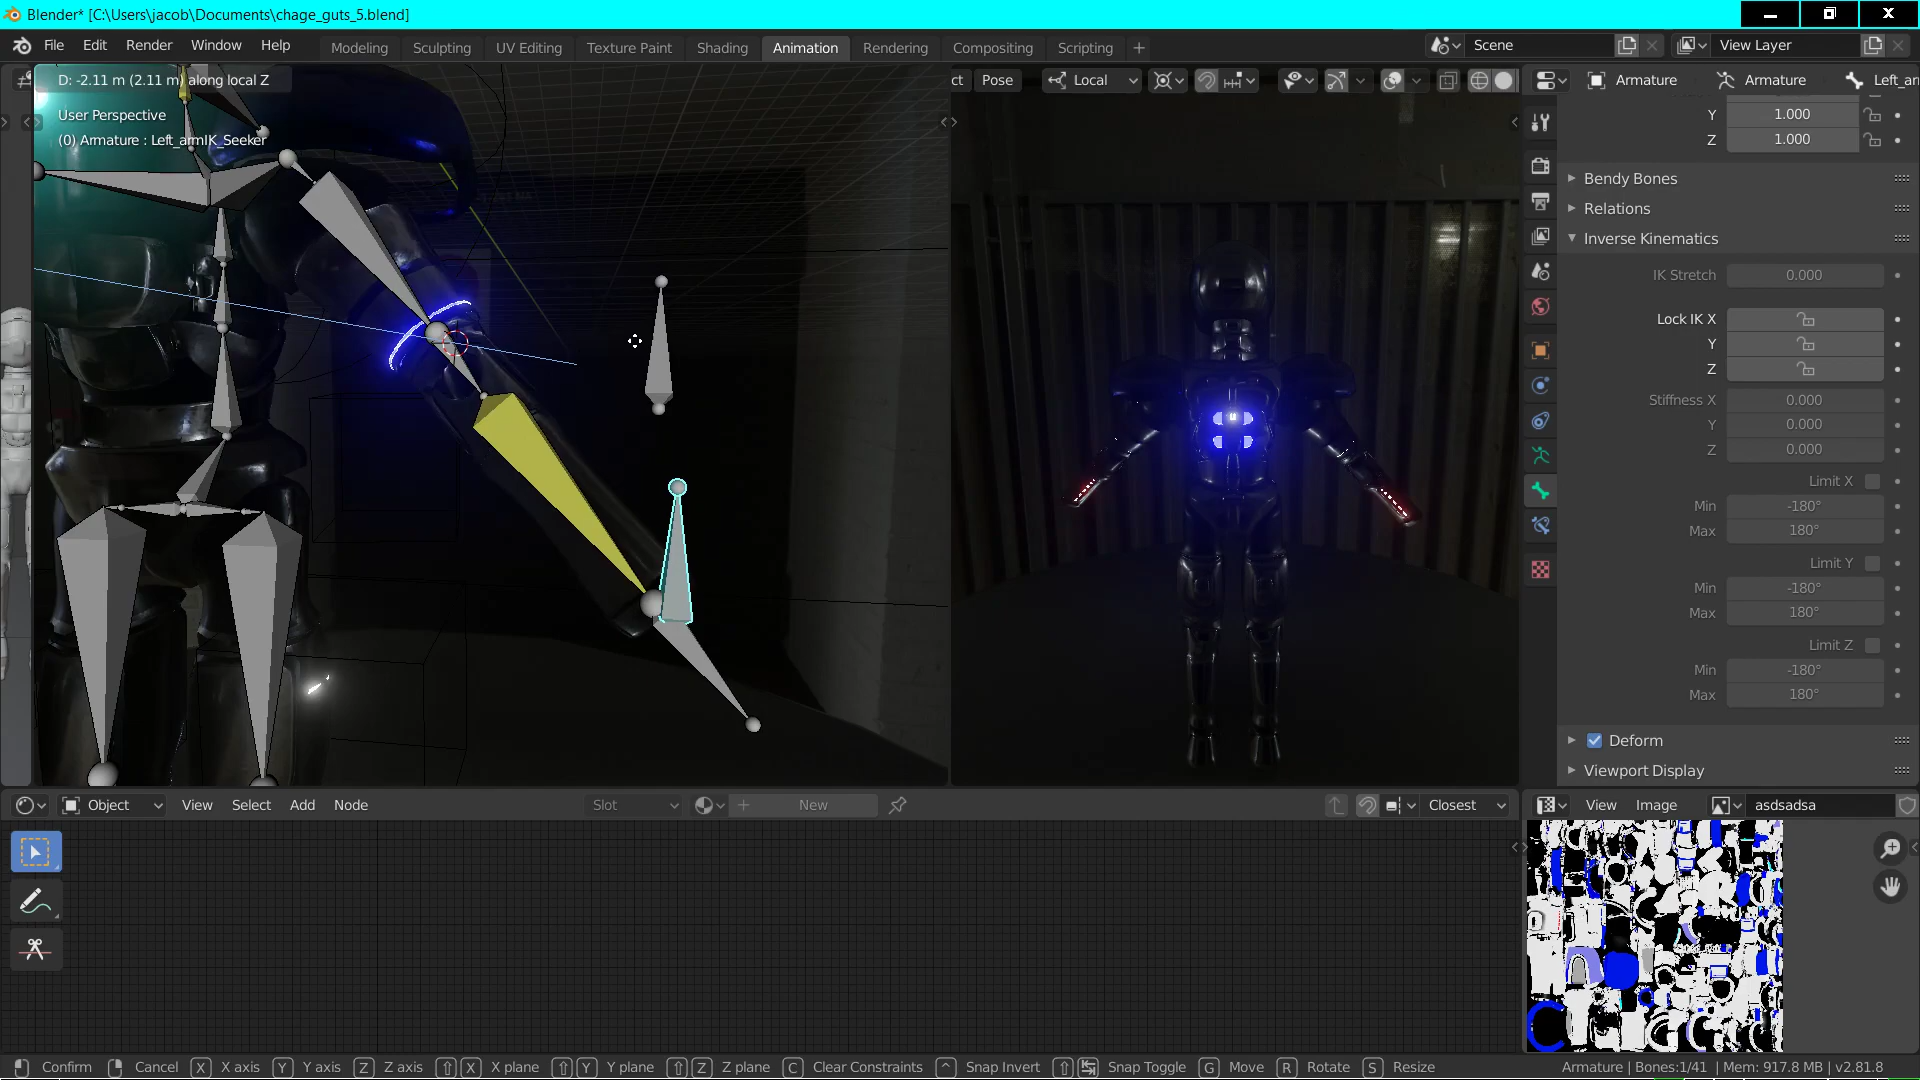 Blender* [C:\Users\jacob\Documents\chage_guts_5.blend]
File Edit Render Window Help Modeling Sculpting UV Editing Texture Paint Shading Animation Rendering Compositing Scripting + Scene View Layer
D: -2.11 m (2.11 m) along local Z
ct Pose Local Armature Armature Left_ar
User Perspective
(0) Armature : Left_armIK_Seeker
Y 1.000
Z 1.000
Bendy Bones
Relations
Inverse Kinematics
IK Stretch 0.000
Lock IK X
Y
Z
Stiffness X 0.000
Y 0.000
Z 0.000
Limit X
Min -180°
Max 180°
Limit Y
Min -180°
Max 180°
Limit Z
Min -180°
Max 180°
Deform
Viewport Display
Object View Select Add Node Slot + New Closest
View Image asdsadsa
Confirm Cancel X X axis Y Y axis Z Z axis X X plane Y Y plane Z Z plane C Clear Constraints ^ Snap Invert Snap Toggle G Move R Rotate S Resize
Armature | Bones:1/41 | Mem: 917.8 MB | v2.81.8